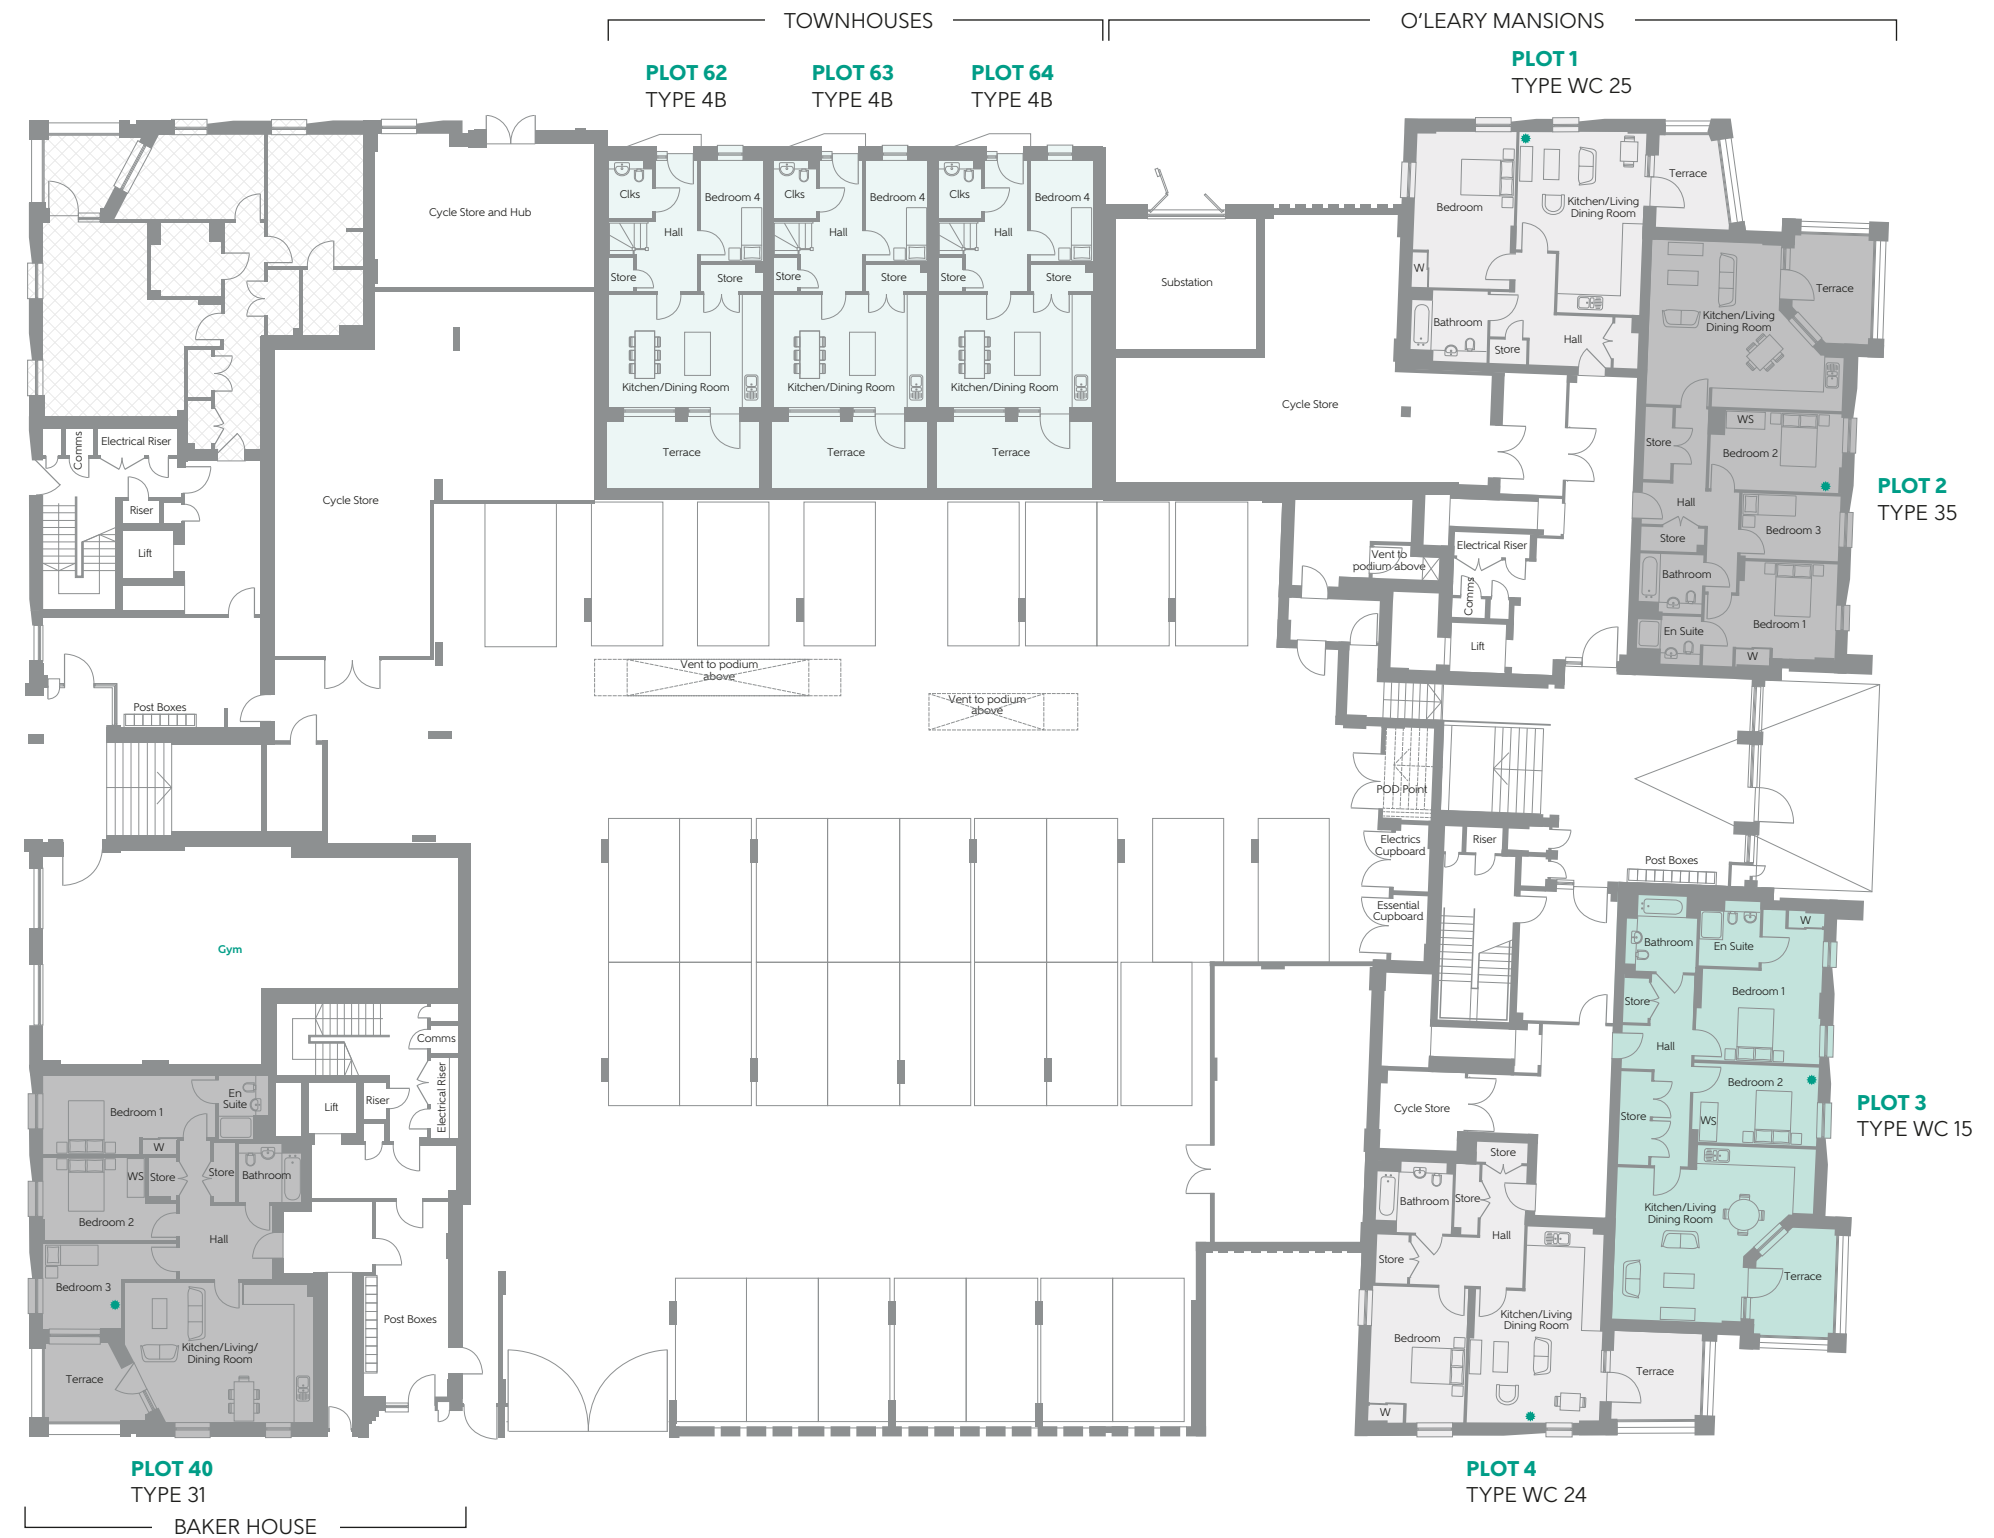 TOWNHOUSES
O'LEARY MANSIONS
PLOT 62
TYPE 4B
PLOT 63
TYPE 4B
PLOT 64
TYPE 4B
PLOT 1
TYPE WC 25
Cycle Store and Hub
Clks
Bedroom 4
Hall
Store
Store
Kitchen/Dining Room
Terrace
Clks
Bedroom 4
Hall
Store
Store
Kitchen/Dining Room
Terrace
Clks
Bedroom 4
Hall
Store
Store
Kitchen/Dining Room
Terrace
Substation
Cycle Store
Bedroom
Kitchen/Living
Dining Room
Terrace
W
Bathroom
Store
Hall
Kitchen/Living
Dining Room
Terrace
WS
Store
Bedroom 2
Hall
Bedroom 3
Store
Bathroom
Bedroom 1
En Suite
W
PLOT 2
TYPE 35
Comms
Electrical Riser
Riser
Lift
Cycle Store
Post Boxes
Vent to podium
above
Vent to podium
above
Vent to
podium above
Electrical Riser
Comms
Lift
POD Point
Electrics
Cupboard
Essential
Cupboard
Riser
Post Boxes
Gym
Comms
Electrical Riser
Lift
Riser
Post Boxes
Bathroom
En Suite
W
Bedroom 1
Store
Hall
Bedroom 2
WS
Store
Kitchen/Living
Dining Room
Terrace
PLOT 3
TYPE WC 15
Cycle Store
Store
Bathroom
Store
Hall
Store
Bedroom
Kitchen/Living
Dining Room
Terrace
W
PLOT 4
TYPE WC 24
Bedroom 1
En
Suite
W
WS
Store
Store
Bathroom
Bedroom 2
Hall
Bedroom 3
Kitchen/Living/
Dining Room
Terrace
PLOT 40
TYPE 31
BAKER HOUSE